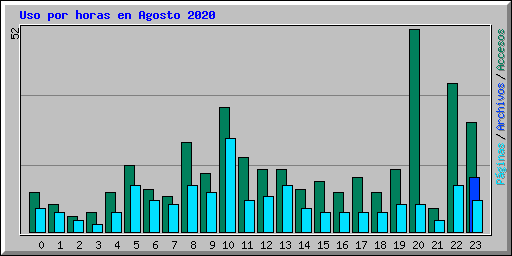 Uso por horas en Agosto 2020
52
Páginas / Archivos / Accesos
0 1 2 3 4 5 6 7 8 9 10 11 12 13 14 15 16 17 18 19 20 21 22 23